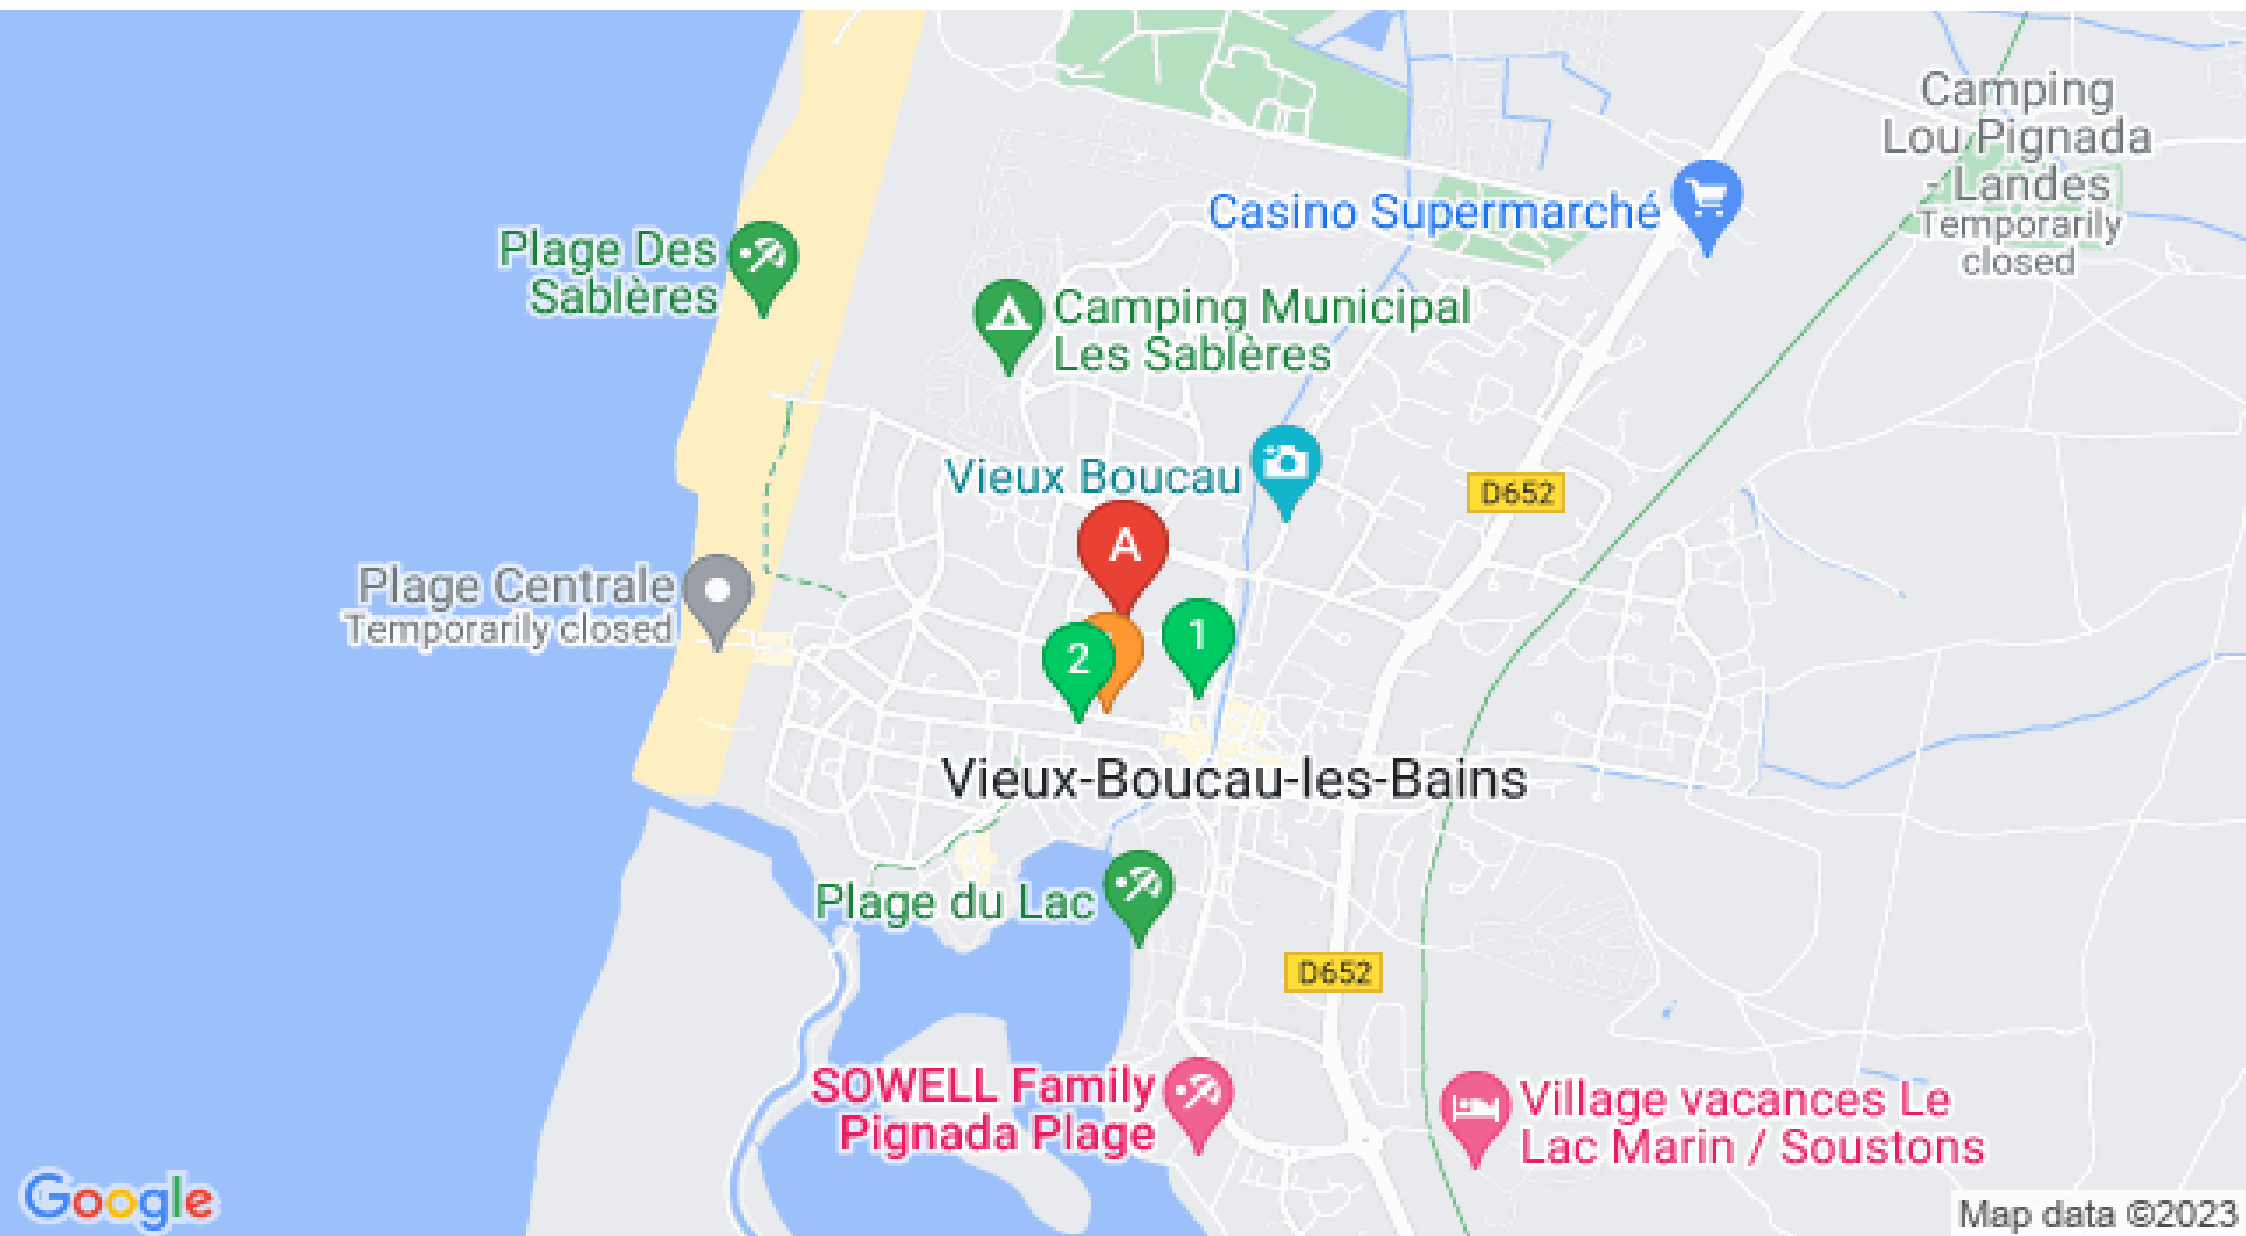 Camping
Lou Pignada
- Landes
Temporarily
closed
Casino Supermarché
Plage Des
Sablères
Camping Municipal
Les Sablères
Vieux Boucau
D652
A
Plage Centrale
Temporarily closed
1
2
Vieux-Boucau-les-Bains
Plage du Lac
D652
SOWELL Family
Pignada Plage
Village vacances Le
Lac Marin / Soustons
Google
Map data ©2023